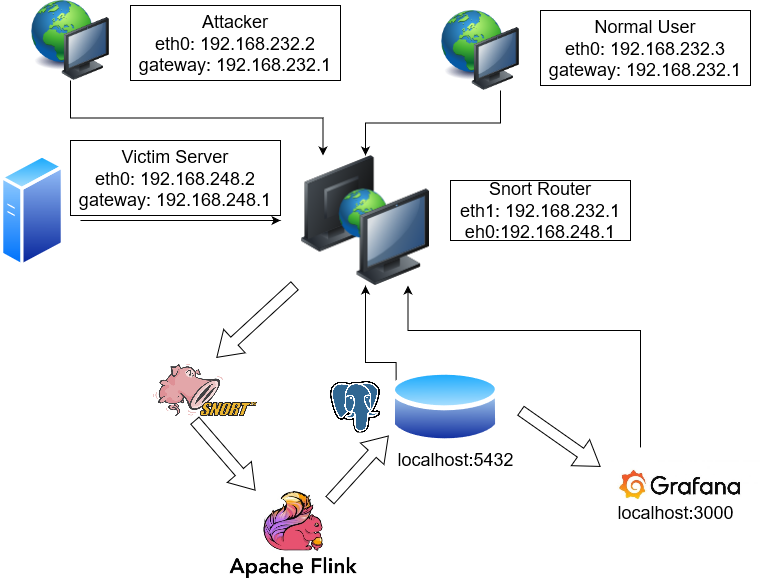 Attacker
eth0: 192.168.232.2
gateway: 192.168.232.1
Normal User
eth0: 192.168.232.3
gateway: 192.168.232.1
Victim Server
eth0: 192.168.248.2
gateway: 192.168.248.1
Snort Router
eth1: 192.168.232.1
eh0:192.168.248.1
SNORT
localhost:5432
Grafana
localhost:3000
Apache Flink